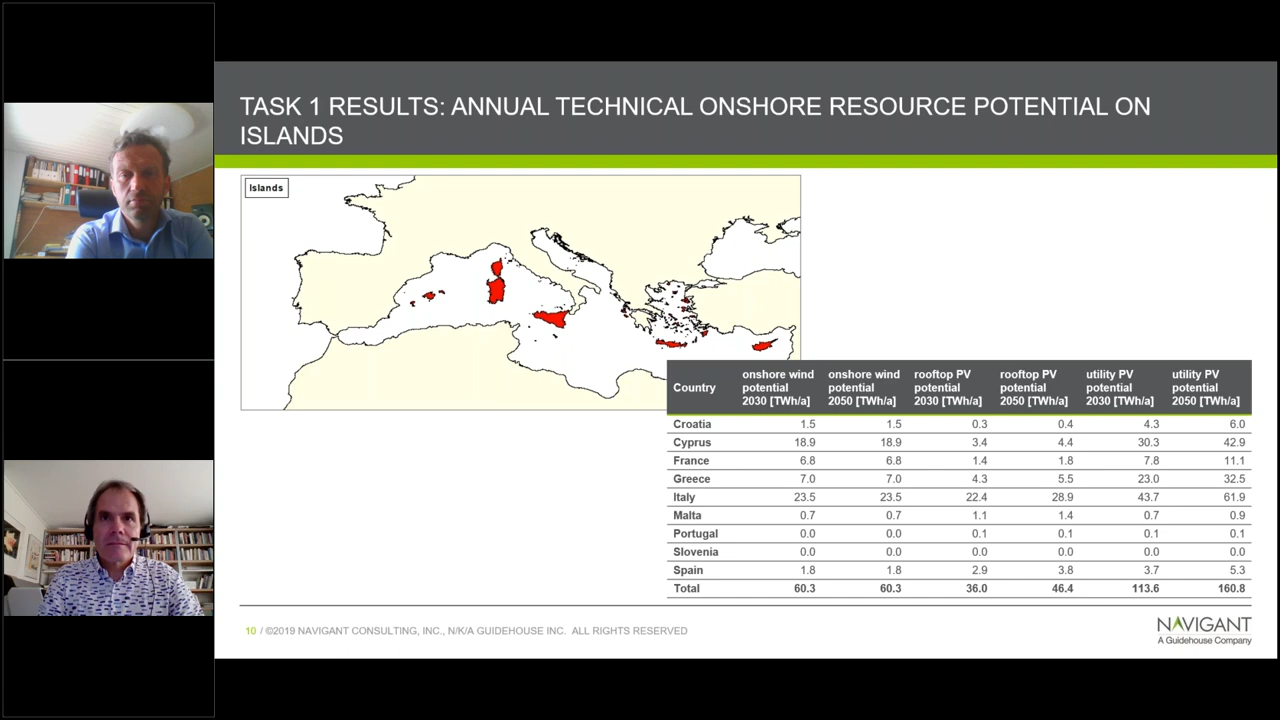 TASK 1 RESULTS: ANNUAL TECHNICAL ONSHORE RESOURCE POTENTIAL ON
ISLANDS
Islands
Country onshore wind potential 2030 [TWh/a] onshore wind potential 2050 [TWh/a] rooftop PV potential 2030 [TWh/a] rooftop PV potential 2050 [TWh/a] utility PV potential 2030 [TWh/a] utility PV potential 2050 [TWh/a]
Croatia 1.5 1.5 0.3 0.4 4.3 6.0
Cyprus 18.9 18.9 3.4 4.4 30.3 42.9
France 6.8 6.8 1.4 1.8 7.8 11.1
Greece 7.0 7.0 4.3 5.5 23.0 32.5
Italy 23.5 23.5 22.4 28.9 43.7 61.9
Malta 0.7 0.7 1.1 1.4 0.7 0.9
Portugal 0.0 0.0 0.1 0.1 0.1 0.1
Slovenia 0.0 0.0 0.0 0.0 0.0 0.0
Spain 1.8 1.8 2.9 3.8 3.7 5.3
Total 60.3 60.3 36.0 46.4 113.6 160.8
10 / ©2019 NAVIGANT CONSULTING, INC., N/K/A GUIDEHOUSE INC. ALL RIGHTS RESERVED
NAVIGANT
A Guidehouse Company